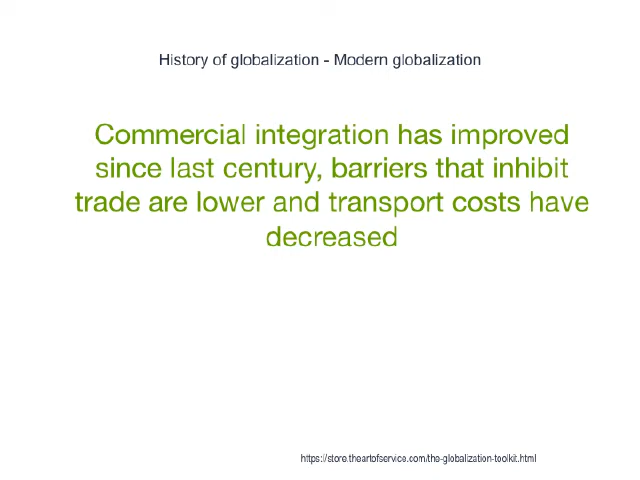 History of globalization - Modern globalization
Commercial integration has improved
since last century, barriers that inhibit
trade are lower and transport costs have
decreased
https://store.theartofservice.com/the-globalization-toolkit.html